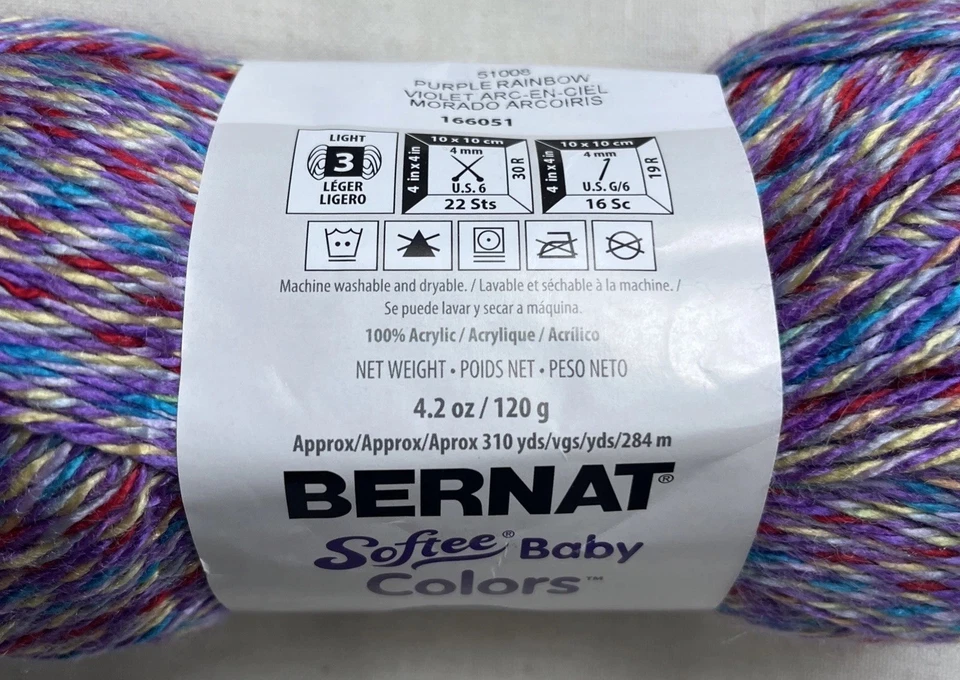 51008
PURPLE RAINBOW
VIOLET ARC-EN-CIEL
MORADO ARCOIRIS
166051
LIGHT
3
LÉGER
LIGERO
10 x 10 cm
4 in x 4 in
4 mm
U.S. 6
30 R
22 Sts
10 x 10 cm
4 in x 4 in
4 mm
U.S. G/6
19 R
16 Sc
Machine washable and dryable. / Lavable et séchable à la machine. /
Se puede lavar y secar a máquina.
100% Acrylic / Acrylique / Acrílico
NET WEIGHT • POIDS NET • PESO NETO
4.2 oz / 120 g
Approx/Approx/Aprox 310 yds/vgs/yds/284 m
BERNAT®
Softee® Baby
Colors™